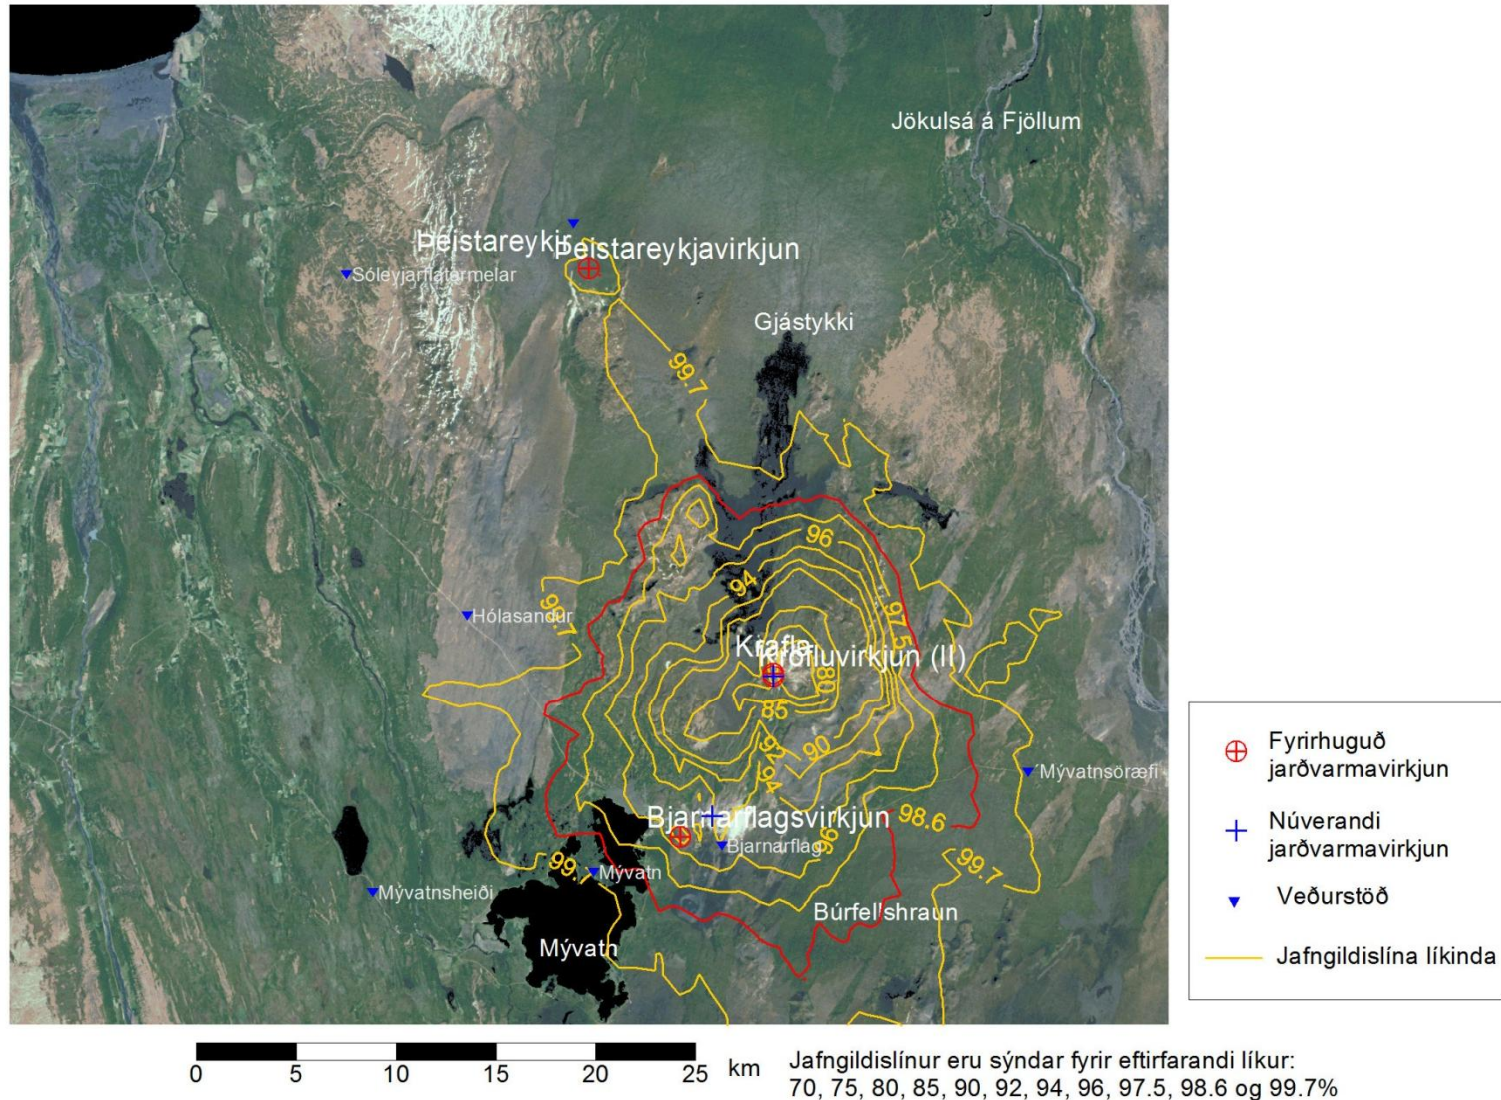 Jökulsá á Fjöllum
Þeistareykir
Þeistareykjavirkjun
Sóleyjarflatarmelar
Gjástykki
99.7
96
94
97.5
99.7
Hólasandur
Krafla
Kröfluvirkjun (II)
80
85
92
90
94
Mývatnsöræfi
98.6
Bjarnarflagsvirkjun
96
Bjarnarflag
99.7
99.7
Mývatn
Mývatnsheiði
Búrfellshraun
Mývatn
Fyrirhuguð
jarðvarmavirkjun
Núverandi
jarðvarmavirkjun
Veðurstöð
Jafngildislína líkinda
0 5 10 15 20 25 km
Jafngildislínur eru sýndar fyrir eftirfarandi líkur:
70, 75, 80, 85, 90, 92, 94, 96, 97.5, 98.6 og 99.7%